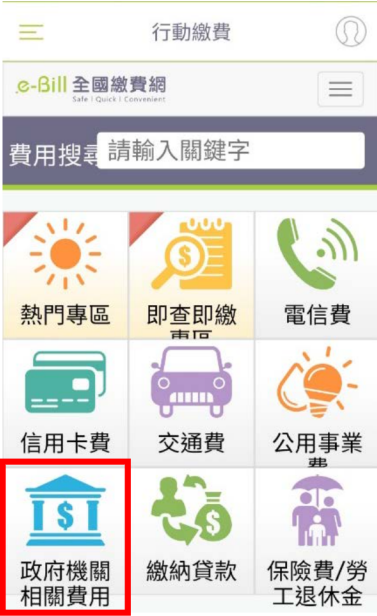 行動繳費
e-Bill 全國繳費網
Safe | Quick | Convenient
費用搜尋 請輸入關鍵字
熱門專區
即查即繳
專區
電信費
信用卡費
交通費
公用事業
費
政府機關
相關費用
繳納貸款
保險費/勞
工退休金